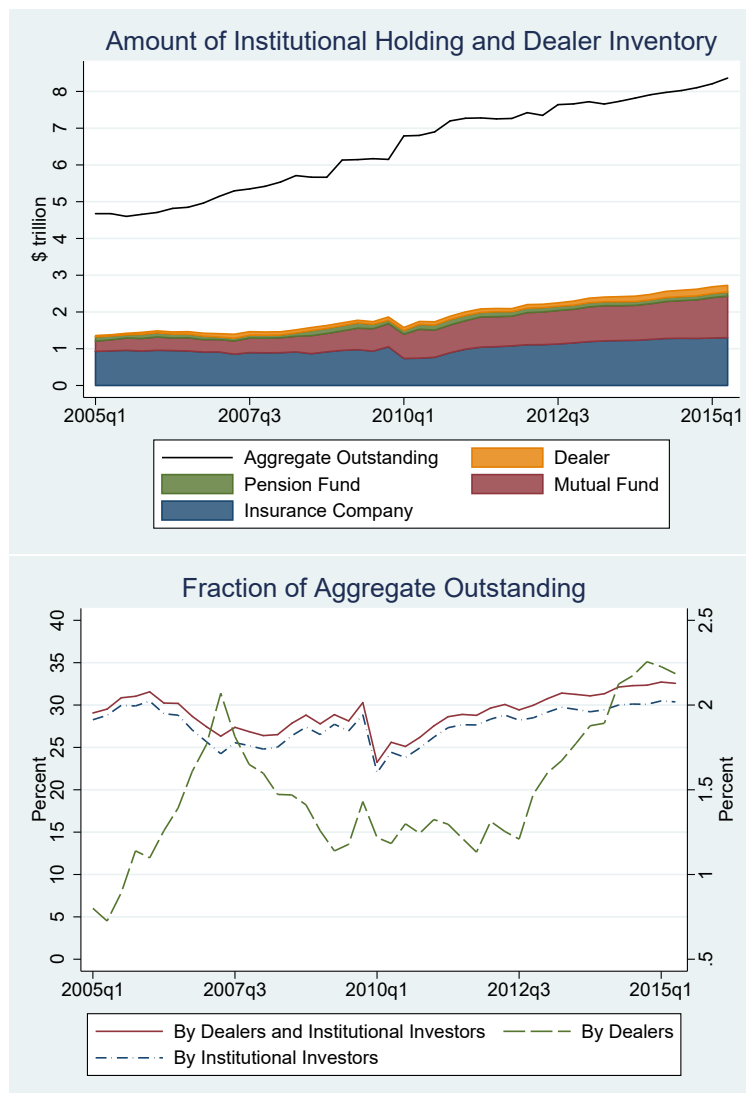 Amount of Institutional Holding and Dealer Inventory
$ trillion
8
7
6
5
4
3
2
1
0
2005q1 2007q3 2010q1 2012q3 2015q1
Aggregate Outstanding Dealer
Pension Fund Mutual Fund
Insurance Company
Fraction of Aggregate Outstanding
Percent
40 2.5
35
30 2
25
20 1.5
15
10 1
5
0 .5
Percent
2005q1 2007q3 2010q1 2012q3 2015q1
By Dealers and Institutional Investors By Dealers
By Institutional Investors